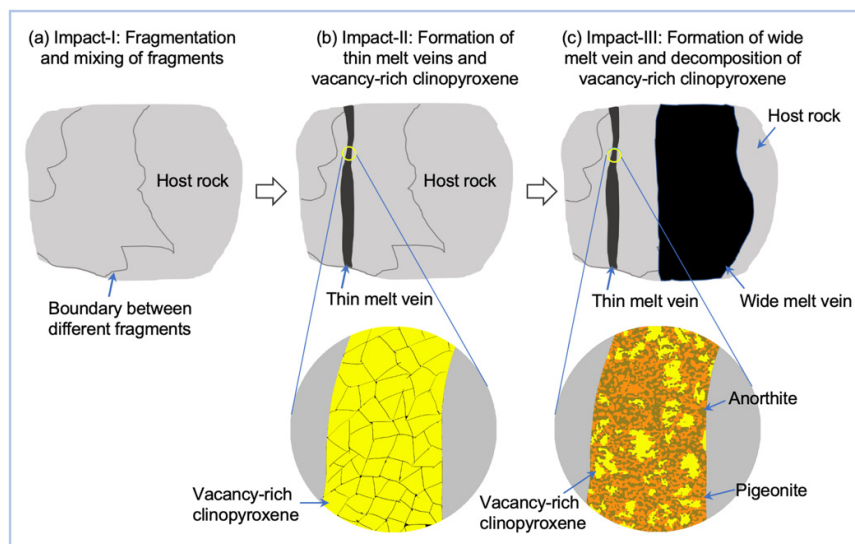 (a) Impact-I: Fragmentation
and mixing of fragments
(b) Impact-II: Formation of
thin melt veins and
vacancy-rich clinopyroxene
(c) Impact-III: Formation of wide
melt vein and decomposition of
vacancy-rich clinopyroxene
Host rock
Boundary between
different fragments
Host rock
Thin melt vein
Host rock
Thin melt vein
Wide melt vein
Vacancy-rich
clinopyroxene
Anorthite
Vacancy-rich
clinopyroxene
Pigeonite